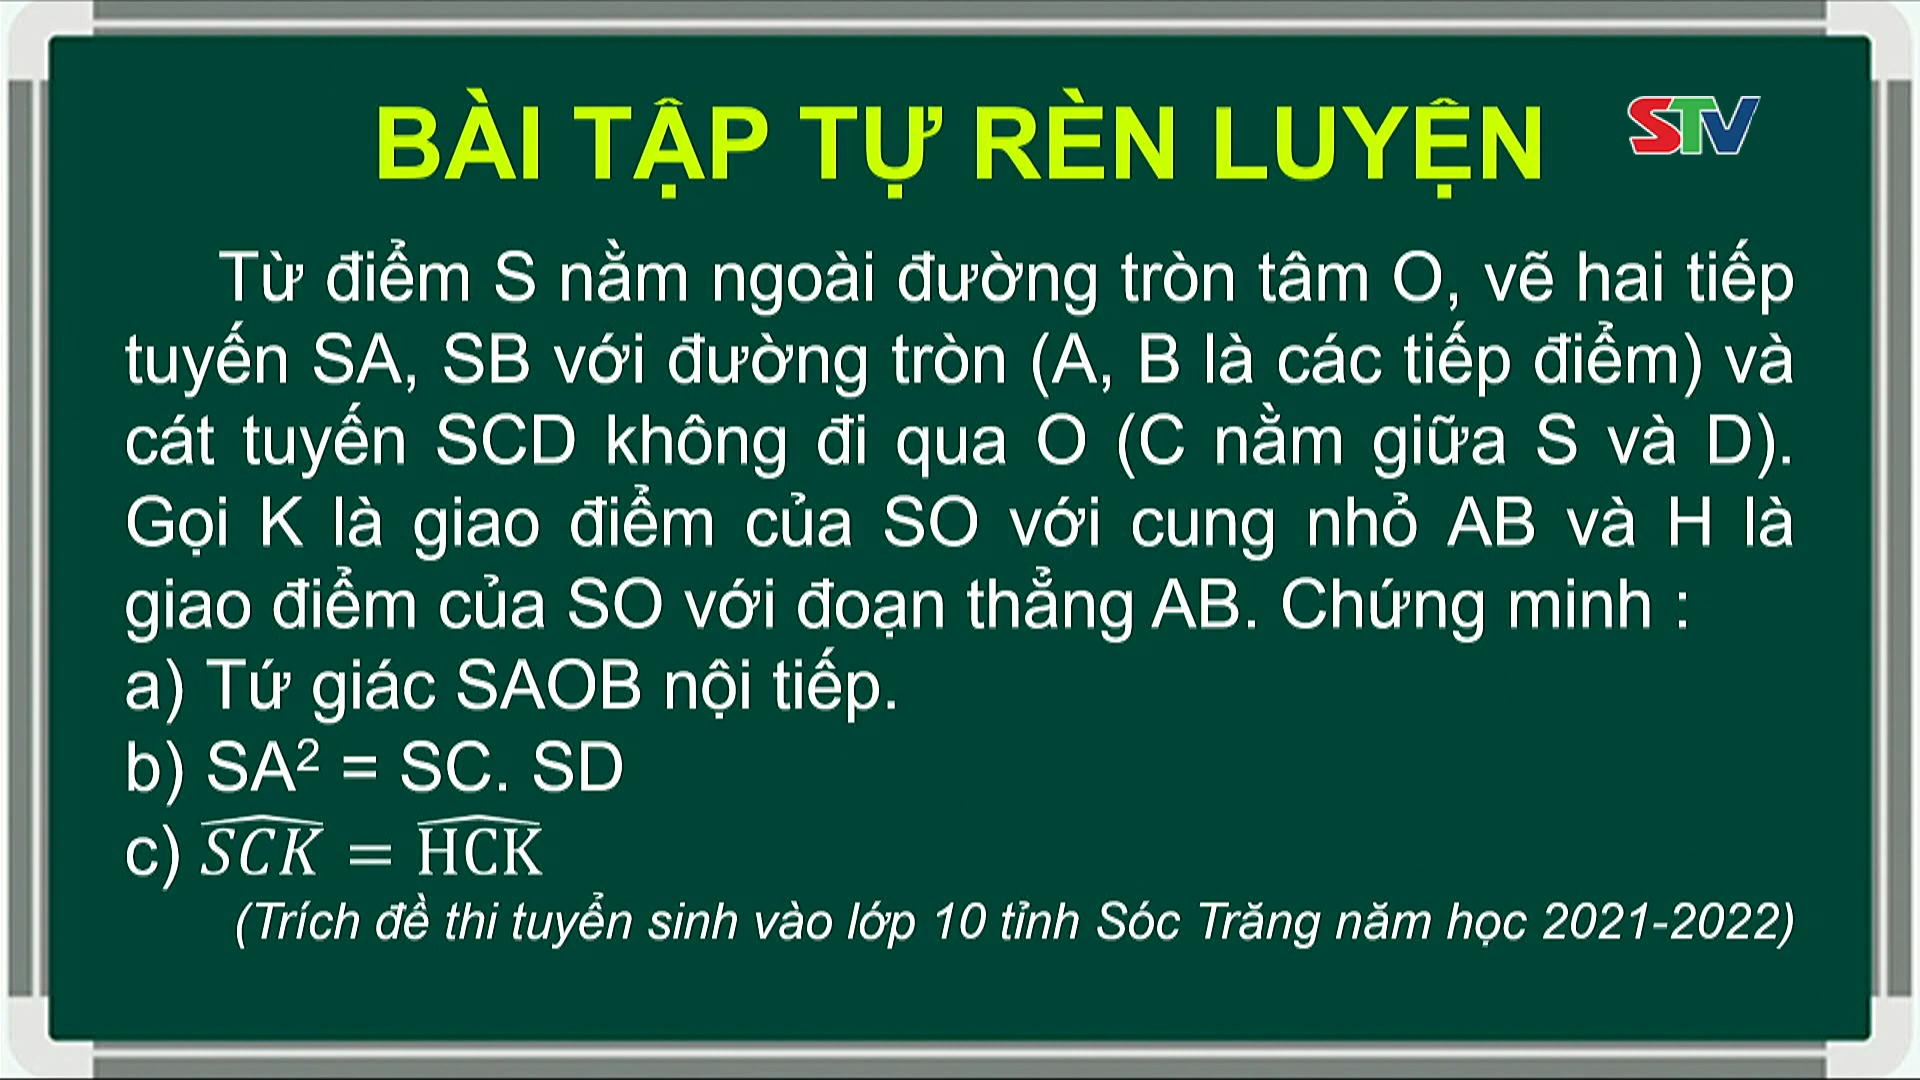 BÀI TẬP TỰ RÈN LUYỆN
STV
Từ điểm S nằm ngoài đường tròn tâm O, vẽ hai tiếp
tuyến SA, SB với đường tròn (A, B là các tiếp điểm) và
cát tuyến SCD không đi qua O (C nằm giữa S và D).
Gọi K là giao điểm của SO với cung nhỏ AB và H là
giao điểm của SO với đoạn thẳng AB. Chứng minh :
a) Tứ giác SAOB nội tiếp.
b) SA² = SC. SD
c) $\widehat{SCK} = \widehat{\mathrm{HCK}}$
(Trích đề thi tuyển sinh vào lớp 10 tỉnh Sóc Trăng năm học 2021-2022)